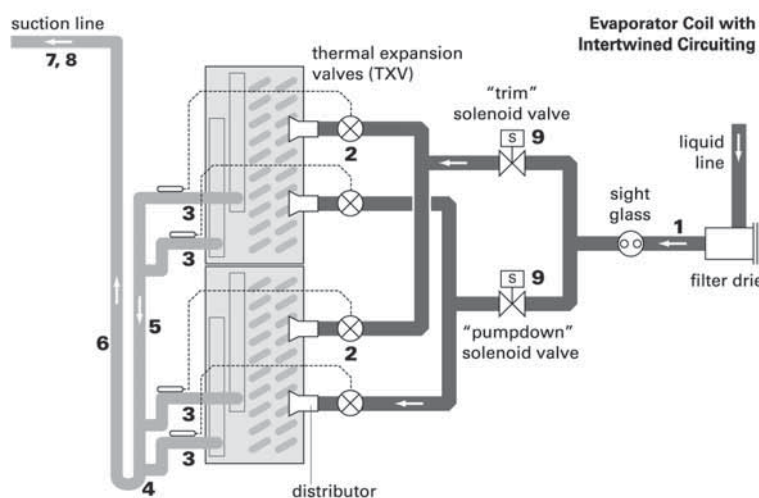 suction line
7, 8
thermal expansion
valves (TXV)
Evaporator Coil with
Intertwined Circuiting
"trim"
solenoid valve
S
9
liquid
line
2
sight
glass
1
3
3
filter drie
S
9
"pumpdown"
solenoid valve
6
5
2
3
3
4
distributor